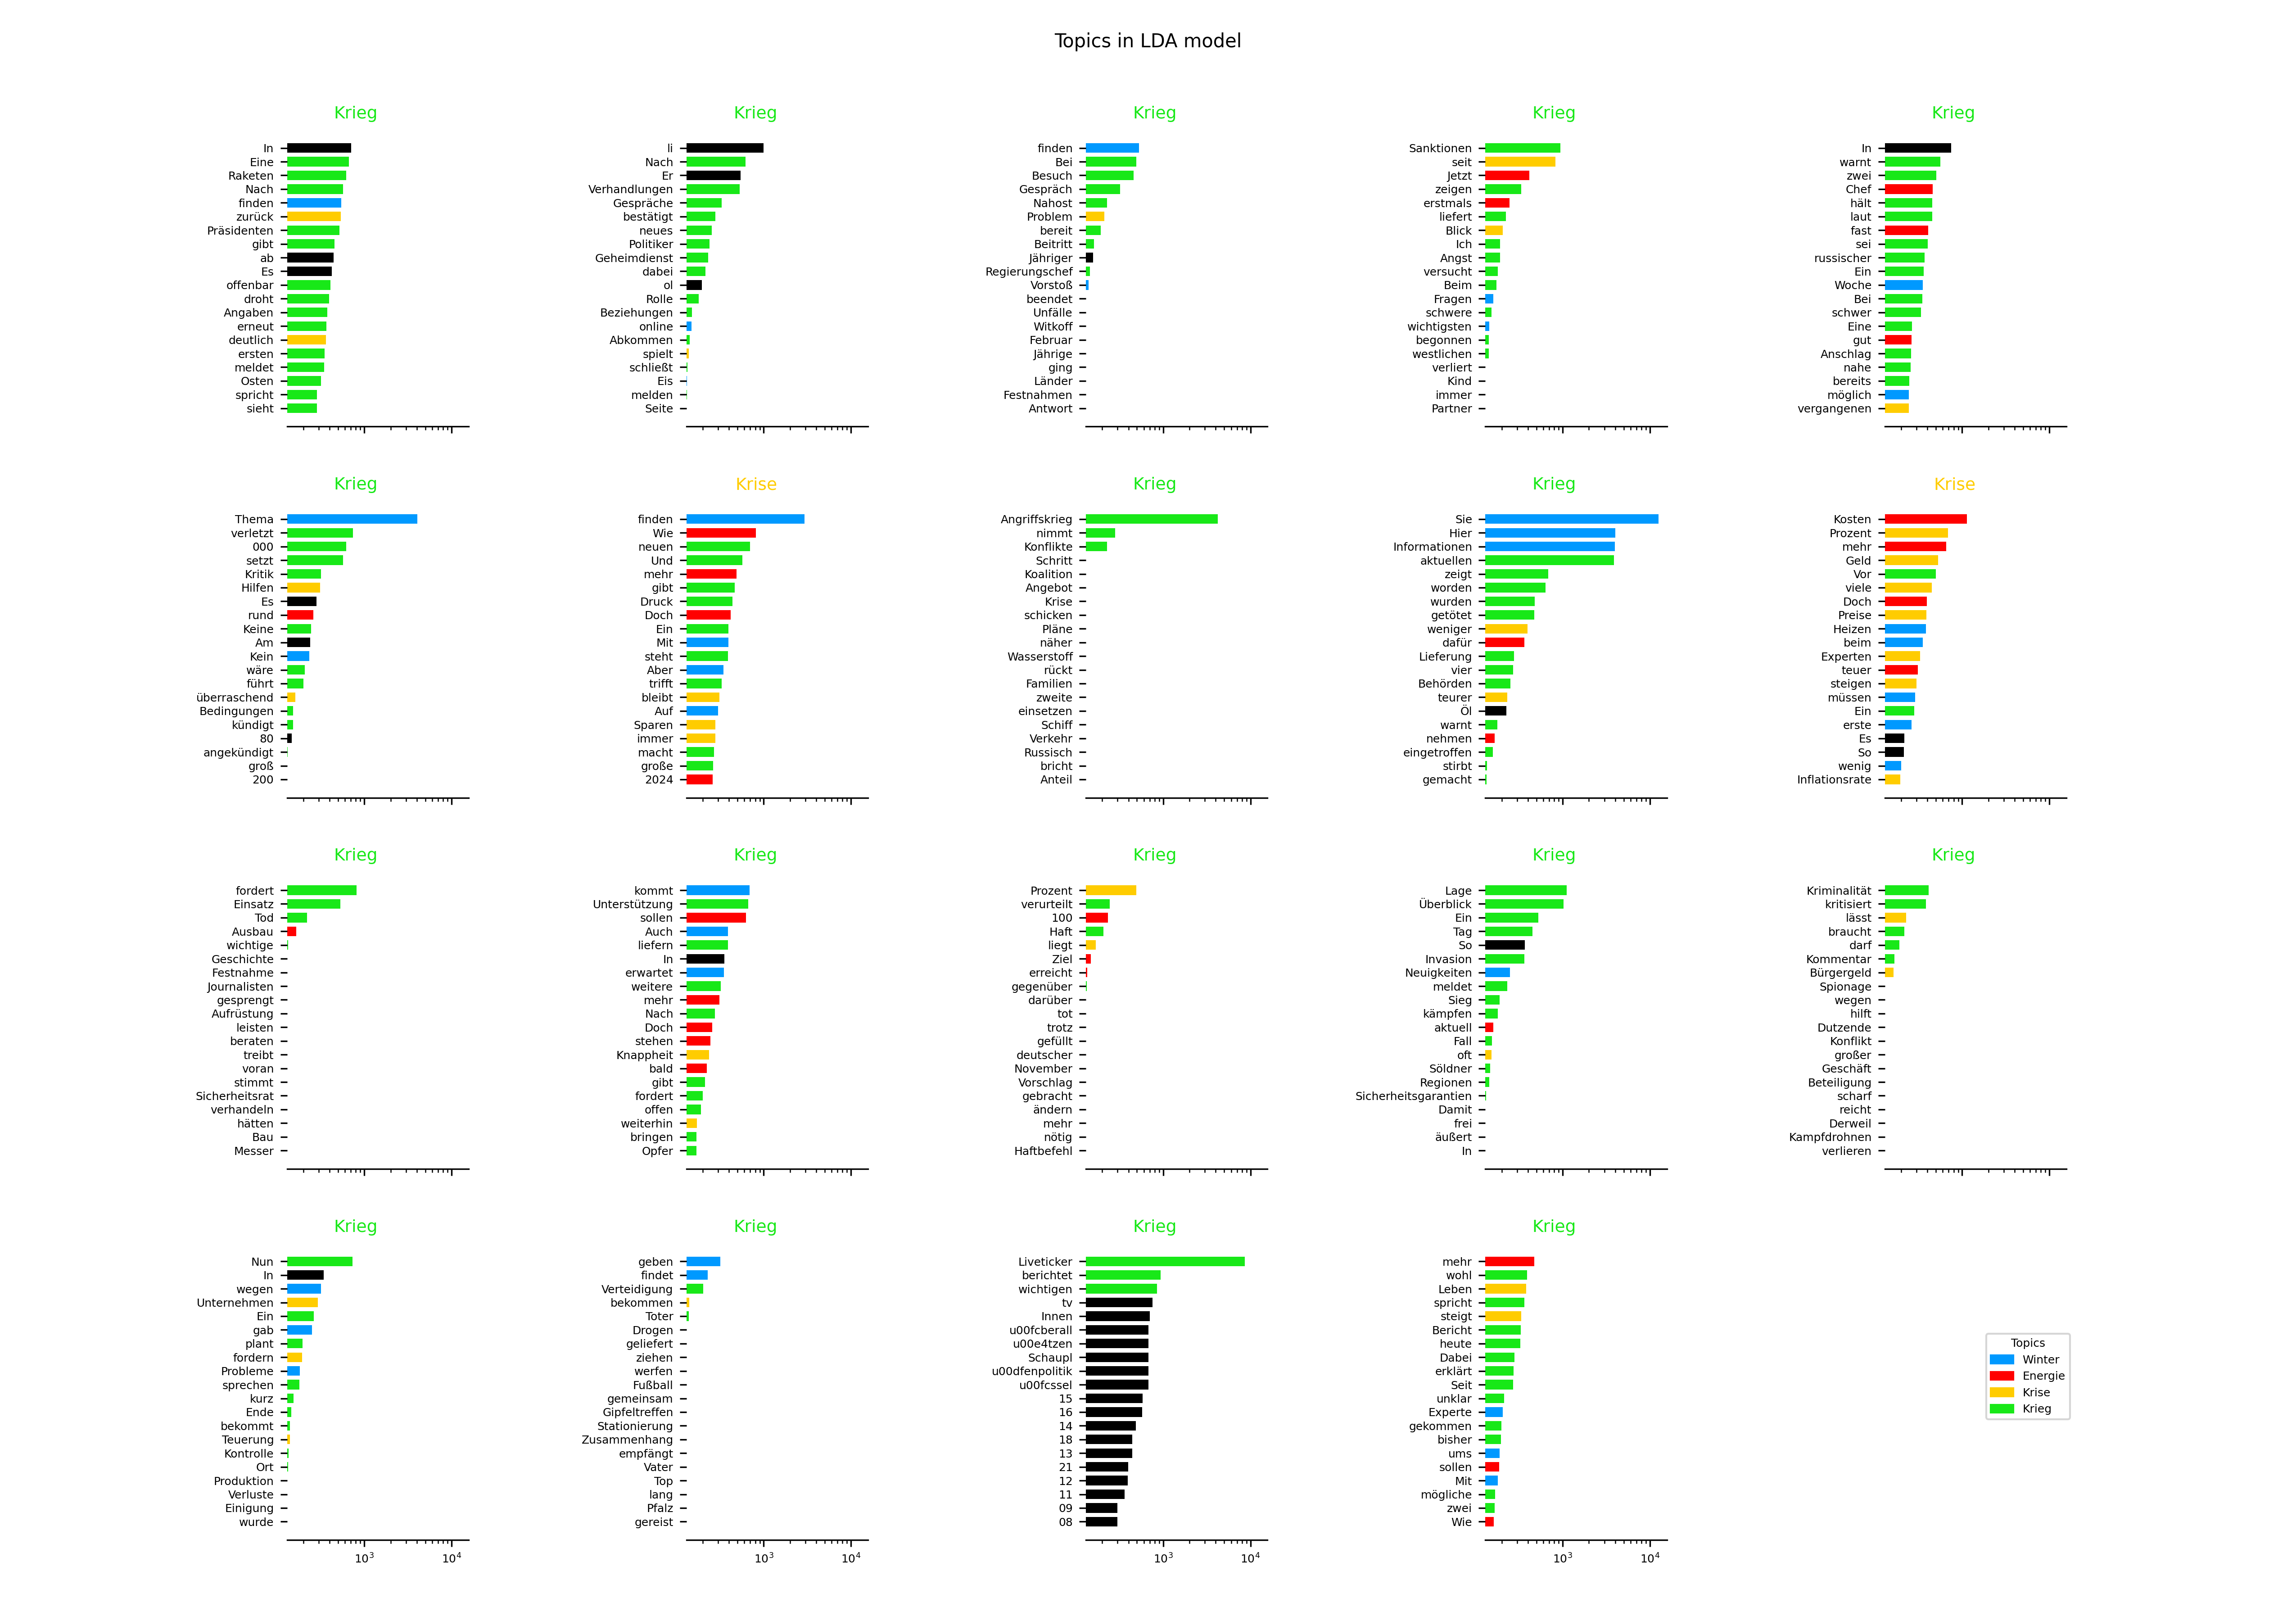 Topics in LDA model
Krieg
In
Eine
Raketen
Nach
finden
zurück
Präsidenten
gibt
ab
Es
offenbar
droht
Angaben
erneut
deutlich
ersten
meldet
Osten
spricht
sieht
Krieg
li
Nach
Er
Verhandlungen
Gespräche
bestätigt
neues
Politiker
Geheimdienst
dabei
ol
Rolle
Beziehungen
online
Abkommen
spielt
schließt
Eis
melden
Seite
Krieg
finden
Bei
Besuch
Gespräch
Nahost
Problem
bereit
Beitritt
Jähriger
Regierungschef
Vorstoß
beendet
Unfälle
Witkoff
Februar
Jährige
ging
Länder
Festnahmen
Antwort
Krieg
Sanktionen
seit
Jetzt
zeigen
erstmals
liefert
Blick
Ich
Angst
versucht
Beim
Fragen
schwere
wichtigsten
begonnen
westlichen
verliert
Kind
immer
Partner
Krieg
In
warnt
zwei
Chef
hält
laut
fast
sei
russischer
Ein
Woche
Bei
schwer
Eine
gut
Anschlag
nahe
bereits
möglich
vergangenen
Krieg
Thema
verletzt
000
setzt
Kritik
Hilfen
Es
rund
Keine
Am
Kein
wäre
führt
überraschend
Bedingungen
kündigt
80
angekündigt
groß
200
Krise
finden
Wie
neuen
Und
mehr
gibt
Druck
Doch
Ein
Mit
steht
Aber
trifft
bleibt
Auf
Sparen
immer
macht
große
2024
Krieg
Angriffskrieg
nimmt
Konflikte
Schritt
Koalition
Angebot
Krise
schicken
Pläne
näher
Wasserstoff
rückt
Familien
zweite
einsetzen
Schiff
Verkehr
Russisch
bricht
Anteil
Krieg
Sie
Hier
Informationen
aktuellen
zeigt
worden
wurden
getötet
weniger
dafür
Lieferung
vier
Behörden
teurer
Öl
warnt
nehmen
eingetroffen
stirbt
gemacht
Krise
Kosten
Prozent
mehr
Geld
Vor
viele
Doch
Preise
Heizen
beim
Experten
teuer
steigen
müssen
Ein
erste
Es
So
wenig
Inflationsrate
Krieg
fordert
Einsatz
Tod
Ausbau
wichtige
Geschichte
Festnahme
Journalisten
gesprengt
Aufrüstung
leisten
beraten
treibt
voran
stimmt
Sicherheitsrat
verhandeln
hätten
Bau
Messer
Krieg
kommt
Unterstützung
sollen
Auch
liefern
In
erwartet
weitere
mehr
Nach
Doch
stehen
Knappheit
bald
gibt
fordert
offen
weiterhin
bringen
Opfer
Krieg
Prozent
verurteilt
100
Haft
liegt
Ziel
erreicht
gegenüber
darüber
tot
trotz
gefüllt
deutscher
November
Vorschlag
gebracht
ändern
mehr
nötig
Haftbefehl
Krieg
Lage
Überblick
Ein
Tag
So
Invasion
Neuigkeiten
meldet
Sieg
kämpfen
aktuell
Fall
oft
Söldner
Regionen
Sicherheitsgarantien
Damit
frei
äußert
In
Krieg
Kriminalität
kritisiert
lässt
braucht
darf
Kommentar
Bürgergeld
Spionage
wegen
hilft
Dutzende
Konflikt
großer
Geschäft
Beteiligung
scharf
reicht
Derweil
Kampfdrohnen
verlieren
Krieg
Nun
In
wegen
Unternehmen
Ein
gab
plant
fordern
Probleme
sprechen
kurz
Ende
bekommt
Teuerung
Kontrolle
Ort
Produktion
Verluste
Einigung
wurde
10³ 10⁴
Krieg
geben
findet
Verteidigung
bekommen
Toter
Drogen
geliefert
ziehen
werfen
Fußball
gemeinsam
Gipfeltreffen
Stationierung
Zusammenhang
empfängt
Vater
Top
lang
Pfalz
gereist
10³ 10⁴
Krieg
Liveticker
berichtet
wichtigen
tv
Innen
u00fcberall
u00e4tzen
Schaupl
u00dfenpolitik
u00fcssel
15
16
14
18
13
21
12
11
09
08
10³ 10⁴
Krieg
mehr
wohl
Leben
spricht
steigt
Bericht
heute
Dabei
erklärt
Seit
unklar
Experte
gekommen
bisher
ums
sollen
Mit
mögliche
zwei
Wie
10³ 10⁴
Topics
Winter
Energie
Krise
Krieg